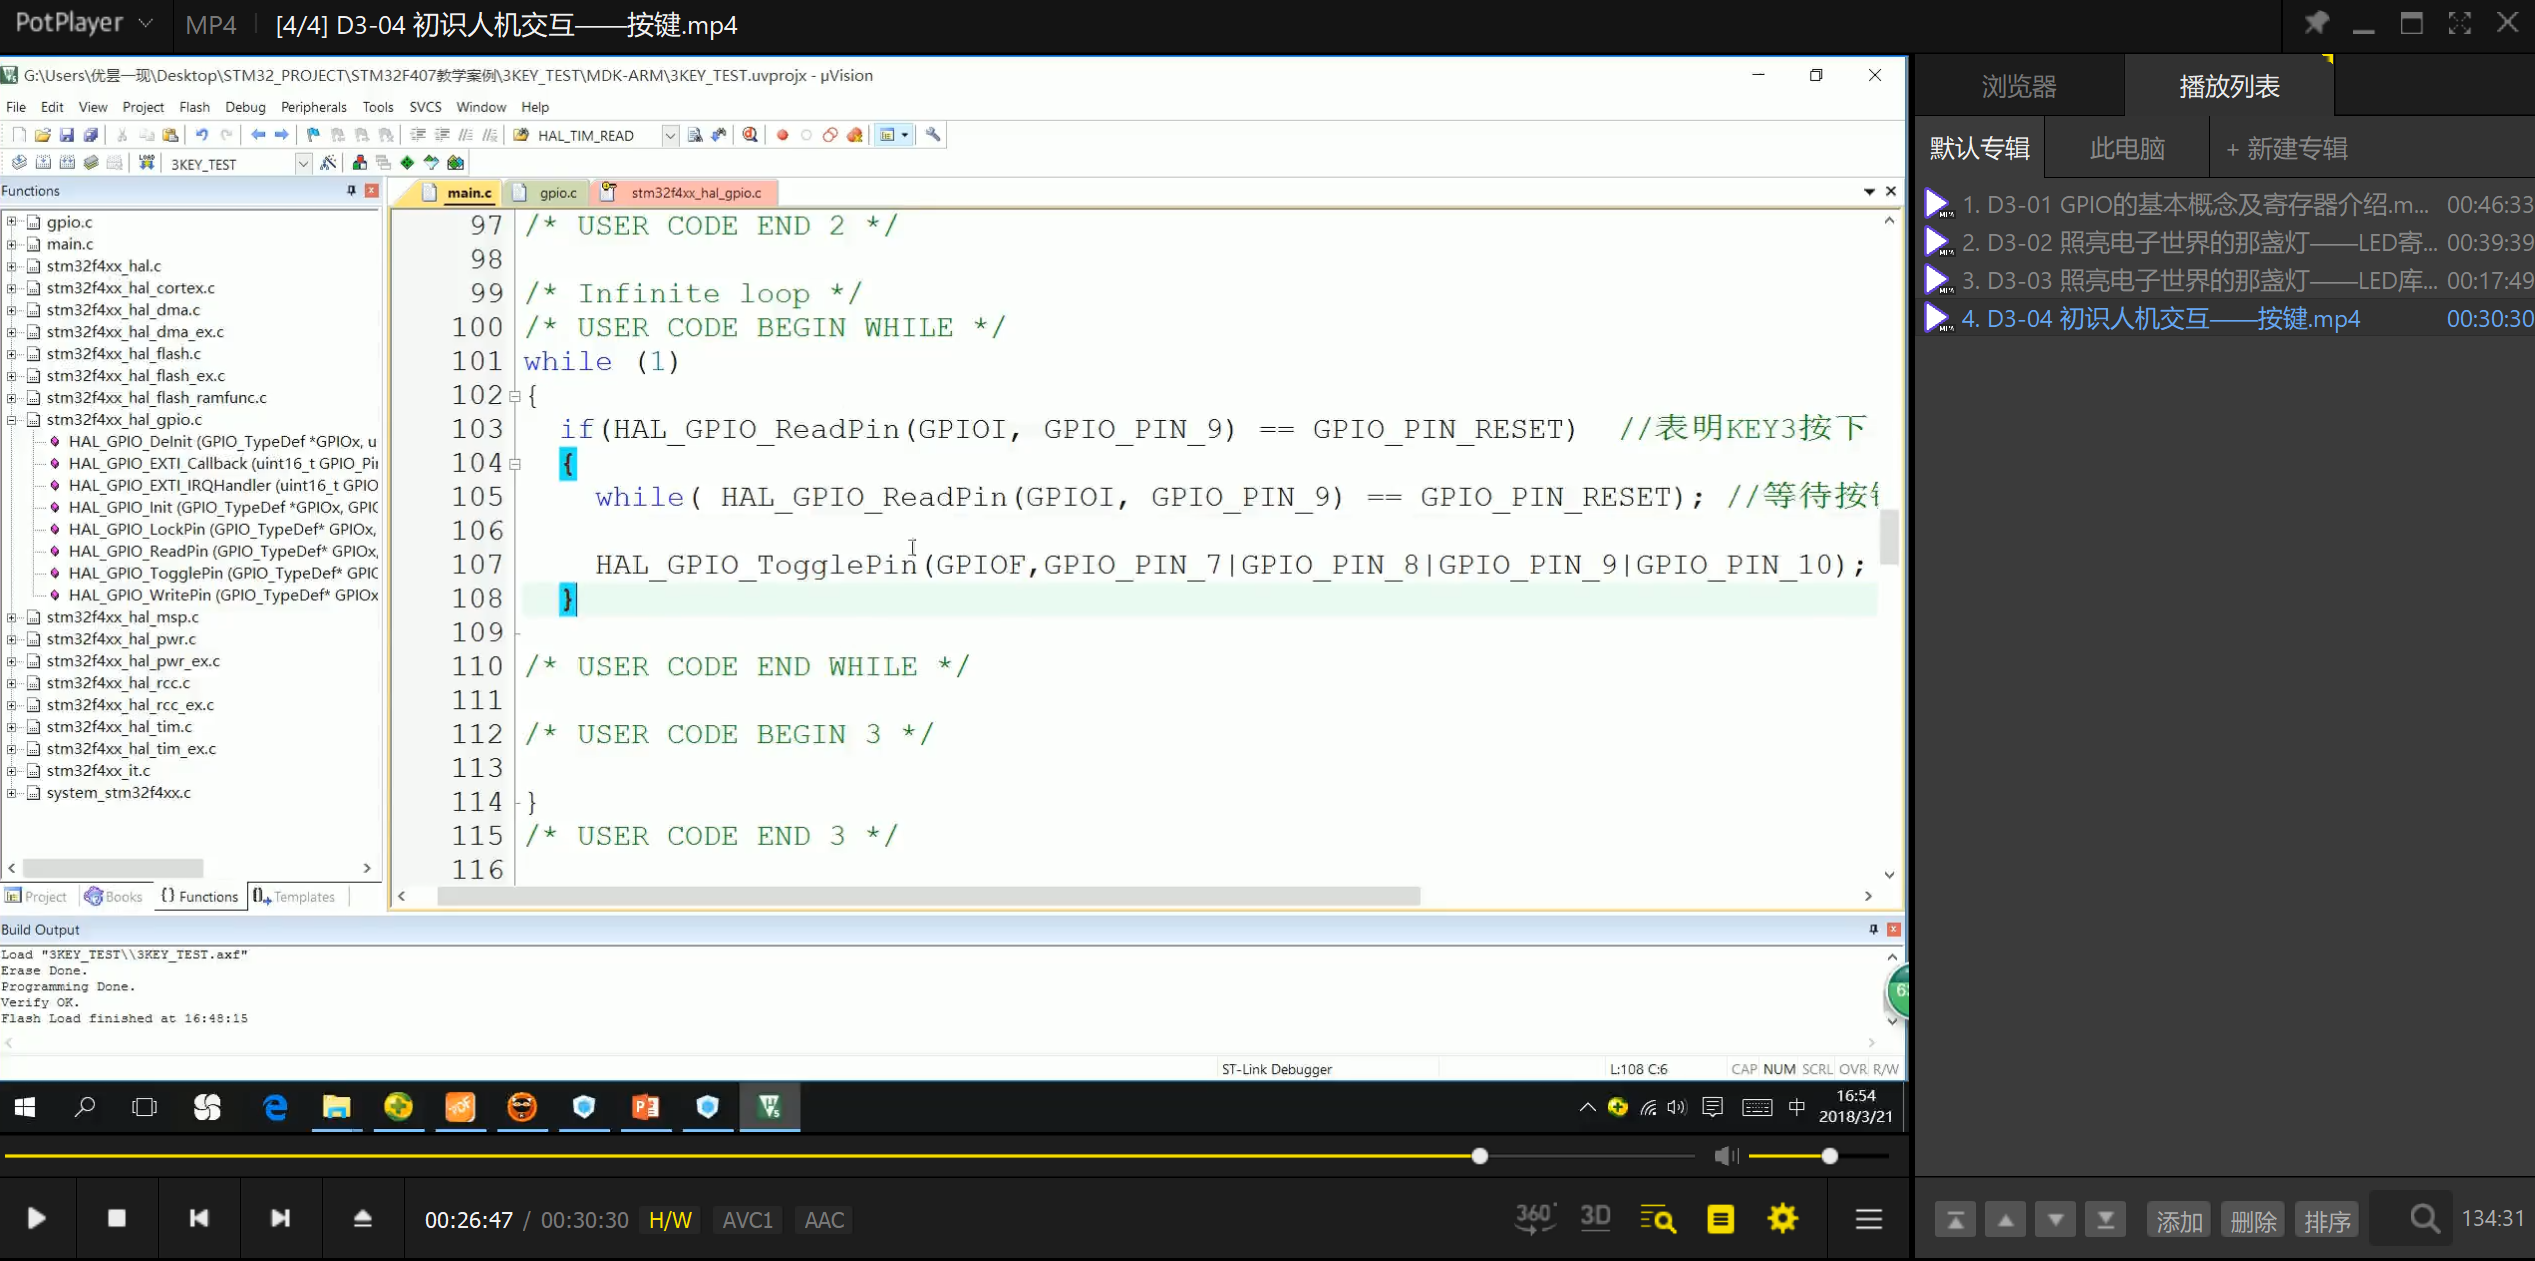 PotPlayer MP4 [4/4] D3-04 初识人机交互——按键.mp4
G:\Users\优昙一现\Desktop\STM32_PROJECT\STM32F407教学案例\3KEY_TEST\MDK-ARM\3KEY_TEST.uvprojx - µVision
File Edit View Project Flash Debug Peripherals Tools SVCS Window Help
HAL_TIM_READ
LOAD 3KEY_TEST
Functions
gpio.c
main.c
stm32f4xx_hal.c
stm32f4xx_hal_cortex.c
stm32f4xx_hal_dma.c
stm32f4xx_hal_dma_ex.c
stm32f4xx_hal_flash.c
stm32f4xx_hal_flash_ex.c
stm32f4xx_hal_flash_ramfunc.c
stm32f4xx_hal_gpio.c
HAL_GPIO_DeInit (GPIO_TypeDef *GPIOx, u
HAL_GPIO_EXTI_Callback (uint16_t GPIO_Pi
HAL_GPIO_EXTI_IRQHandler (uint16_t GPIO
HAL_GPIO_Init (GPIO_TypeDef *GPIOx, GPIO
HAL_GPIO_LockPin (GPIO_TypeDef* GPIOx,
HAL_GPIO_ReadPin (GPIO_TypeDef* GPIOx,
HAL_GPIO_TogglePin (GPIO_TypeDef* GPIO
HAL_GPIO_WritePin (GPIO_TypeDef* GPIOx
stm32f4xx_hal_msp.c
stm32f4xx_hal_pwr.c
stm32f4xx_hal_pwr_ex.c
stm32f4xx_hal_rcc.c
stm32f4xx_hal_rcc_ex.c
stm32f4xx_hal_tim.c
stm32f4xx_hal_tim_ex.c
stm32f4xx_it.c
system_stm32f4xx.c
Project Books {} Functions Templates
main.c gpio.c stm32f4xx_hal_gpio.c
97 /* USER CODE END 2 */
98
99 /* Infinite loop */
100 /* USER CODE BEGIN WHILE */
101 while (1)
102 {
103 if(HAL_GPIO_ReadPin(GPIOI, GPIO_PIN_9) == GPIO_PIN_RESET) //表明KEY3按下
104 {
105 while( HAL_GPIO_ReadPin(GPIOI, GPIO_PIN_9) == GPIO_PIN_RESET); //等待按
106
107 HAL_GPIO_TogglePin(GPIOF,GPIO_PIN_7|GPIO_PIN_8|GPIO_PIN_9|GPIO_PIN_10);
108 }
109
110 /* USER CODE END WHILE */
111
112 /* USER CODE BEGIN 3 */
113
114 }
115 /* USER CODE END 3 */
116
Build Output
Load "3KEY_TEST\\3KEY_TEST.axf"
Erase Done.
Programming Done.
Verify OK.
Flash Load finished at 16:48:15
ST-Link Debugger L:108 C:6 CAP NUM SCRL OVR R/W
中 16:54
2018/3/21
00:26:47 / 00:30:30 H/W AVC1 AAC 360° 3D
浏览器 播放列表
默认专辑 此电脑 + 新建专辑
1. D3-01 GPIO的基本概念及寄存器介绍.m... 00:46:33
2. D3-02 照亮电子世界的那盏灯——LED寄... 00:39:39
3. D3-03 照亮电子世界的那盏灯——LED库... 00:17:49
4. D3-04 初识人机交互——按键.mp4 00:30:30
添加 删除 排序 134:31